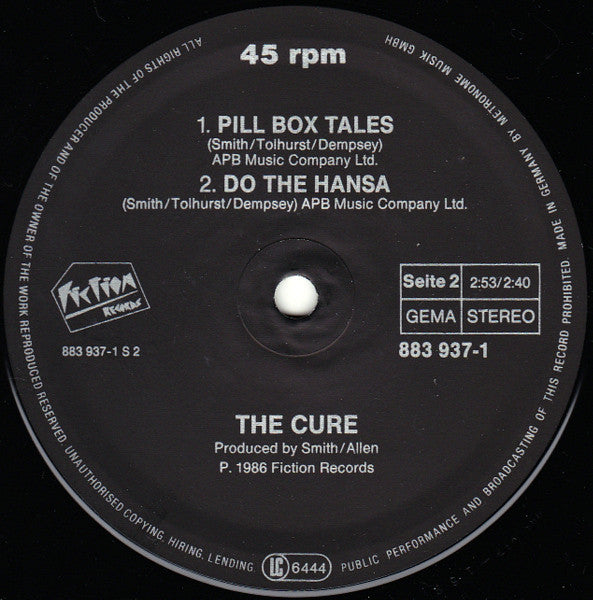 45 rpm
1. PILL BOX TALES
(Smith/Tolhurst/Dempsey)
APB Music Company Ltd.
2. DO THE HANSA
(Smith/Tolhurst/Dempsey) APB Music Company Ltd.
FICTION
RECORDS
883 937-1 S 2
Seite 2 2:53/2:40
GEMA STEREO
883 937-1
THE CURE
Produced by Smith/Allen
P. 1986 Fiction Records
ALL RIGHTS OF THE PRODUCER AND OF THE OWNER OF THE WORK REPRODUCED RESERVED. UNAUTHORISED COPYING, HIRING, LENDING, PUBLIC PERFORMANCE AND BROADCASTING OF THIS RECORD PROHIBITED. MADE IN GERMANY BY METRONOME MUSIK GMBH
LC 6444